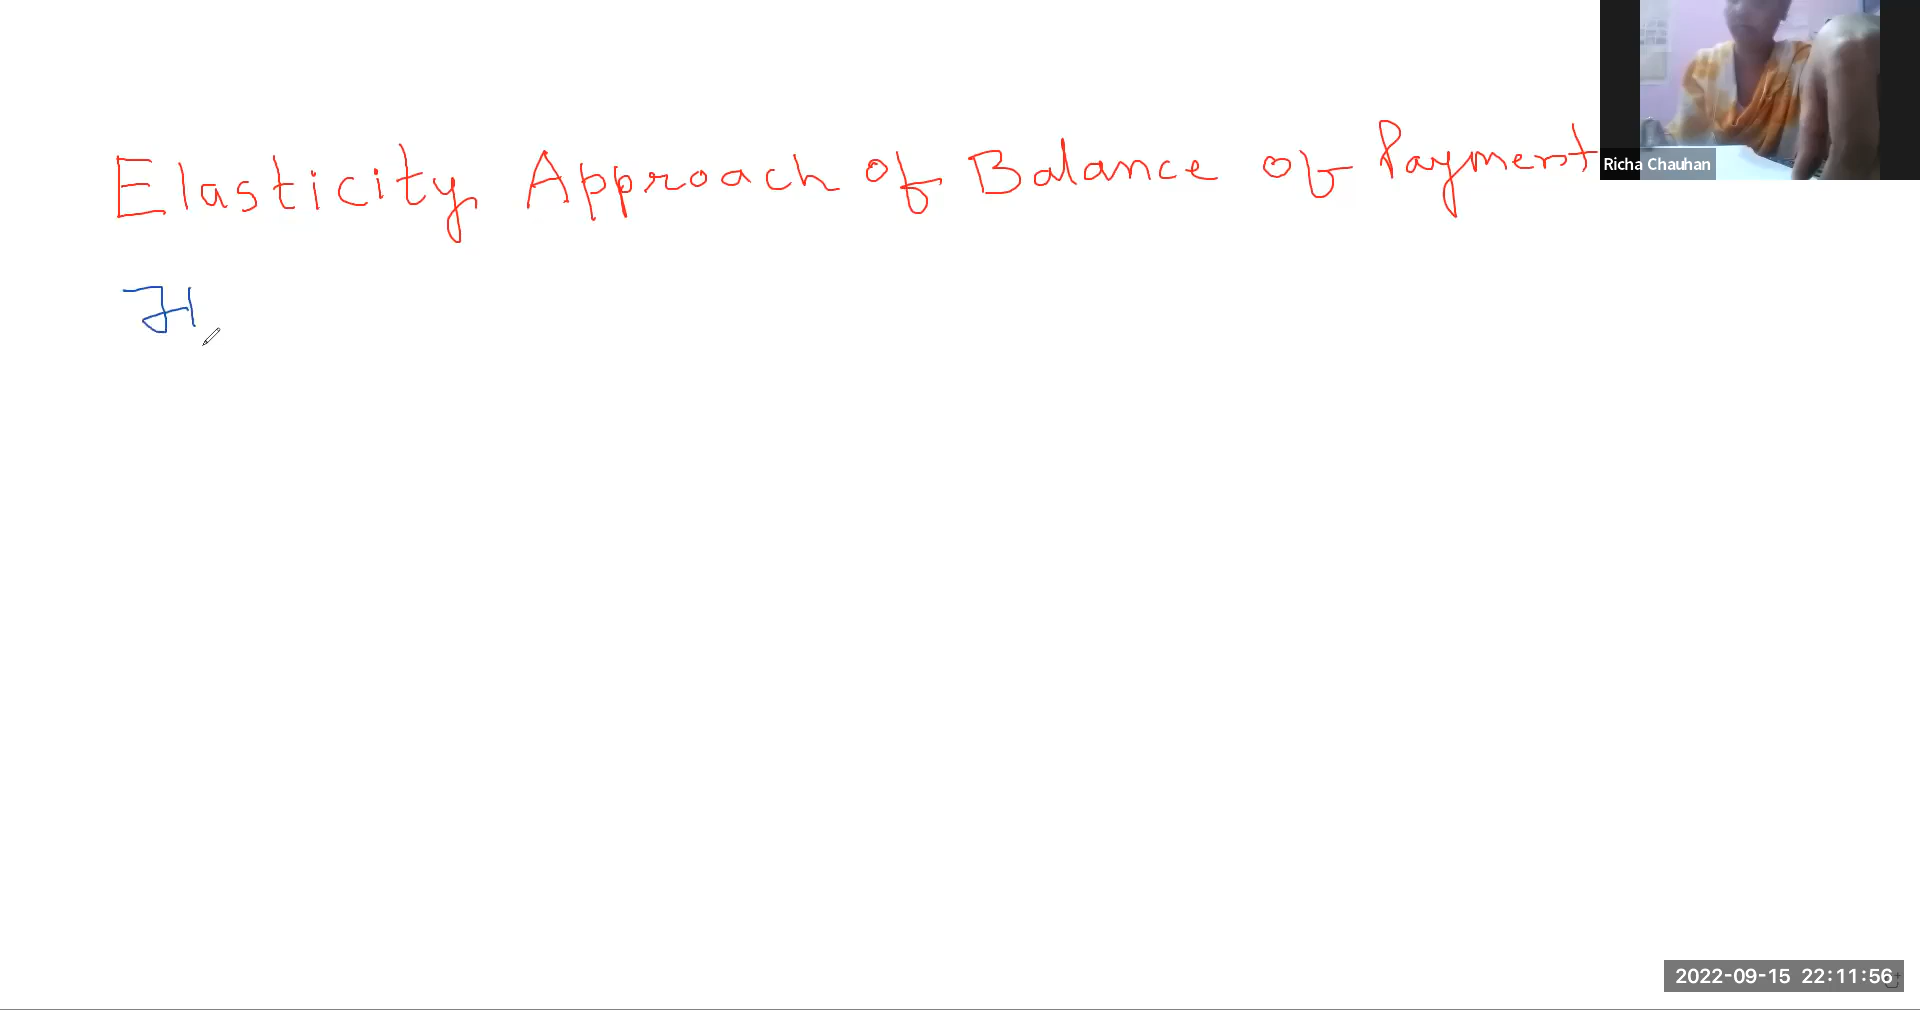 Elasticity Approach of Balance of Payment
Richa Chauhan
2022-09-15 22:11:56